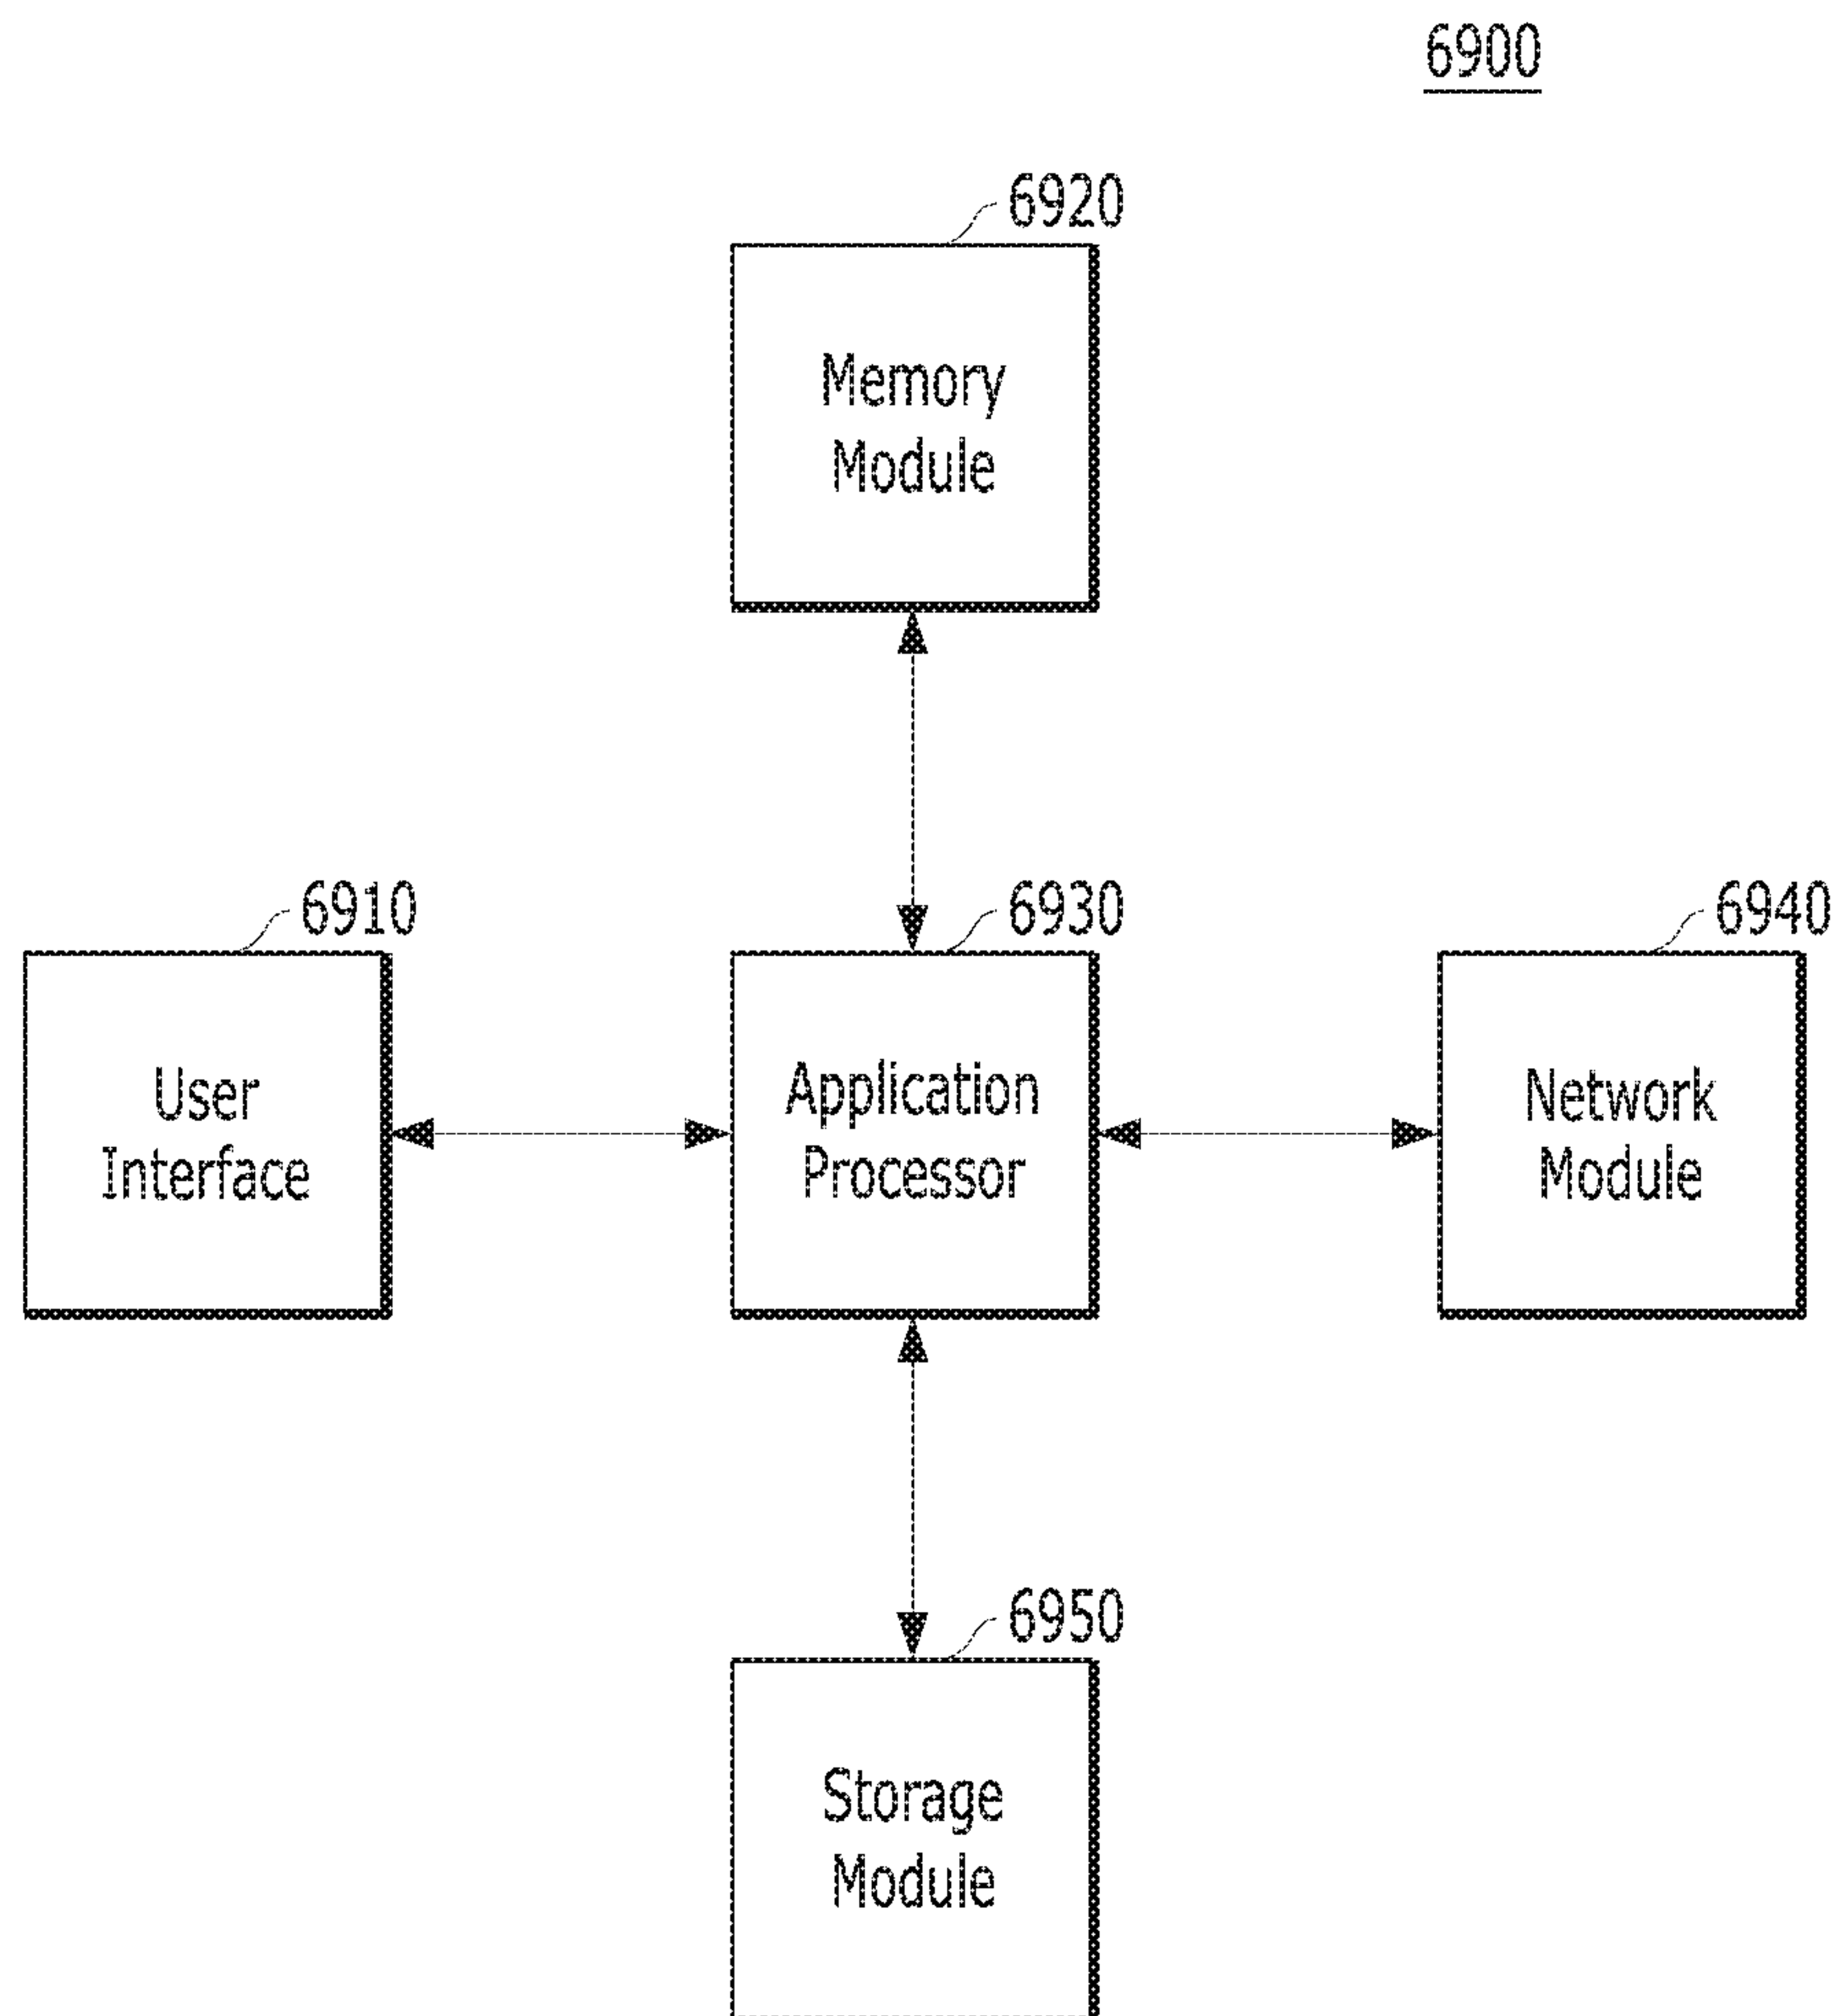 6900
6920
Memory
Module
6910
6930
6940
User
Interface
Application
Processor
Network
Module
6950
Storage
Module